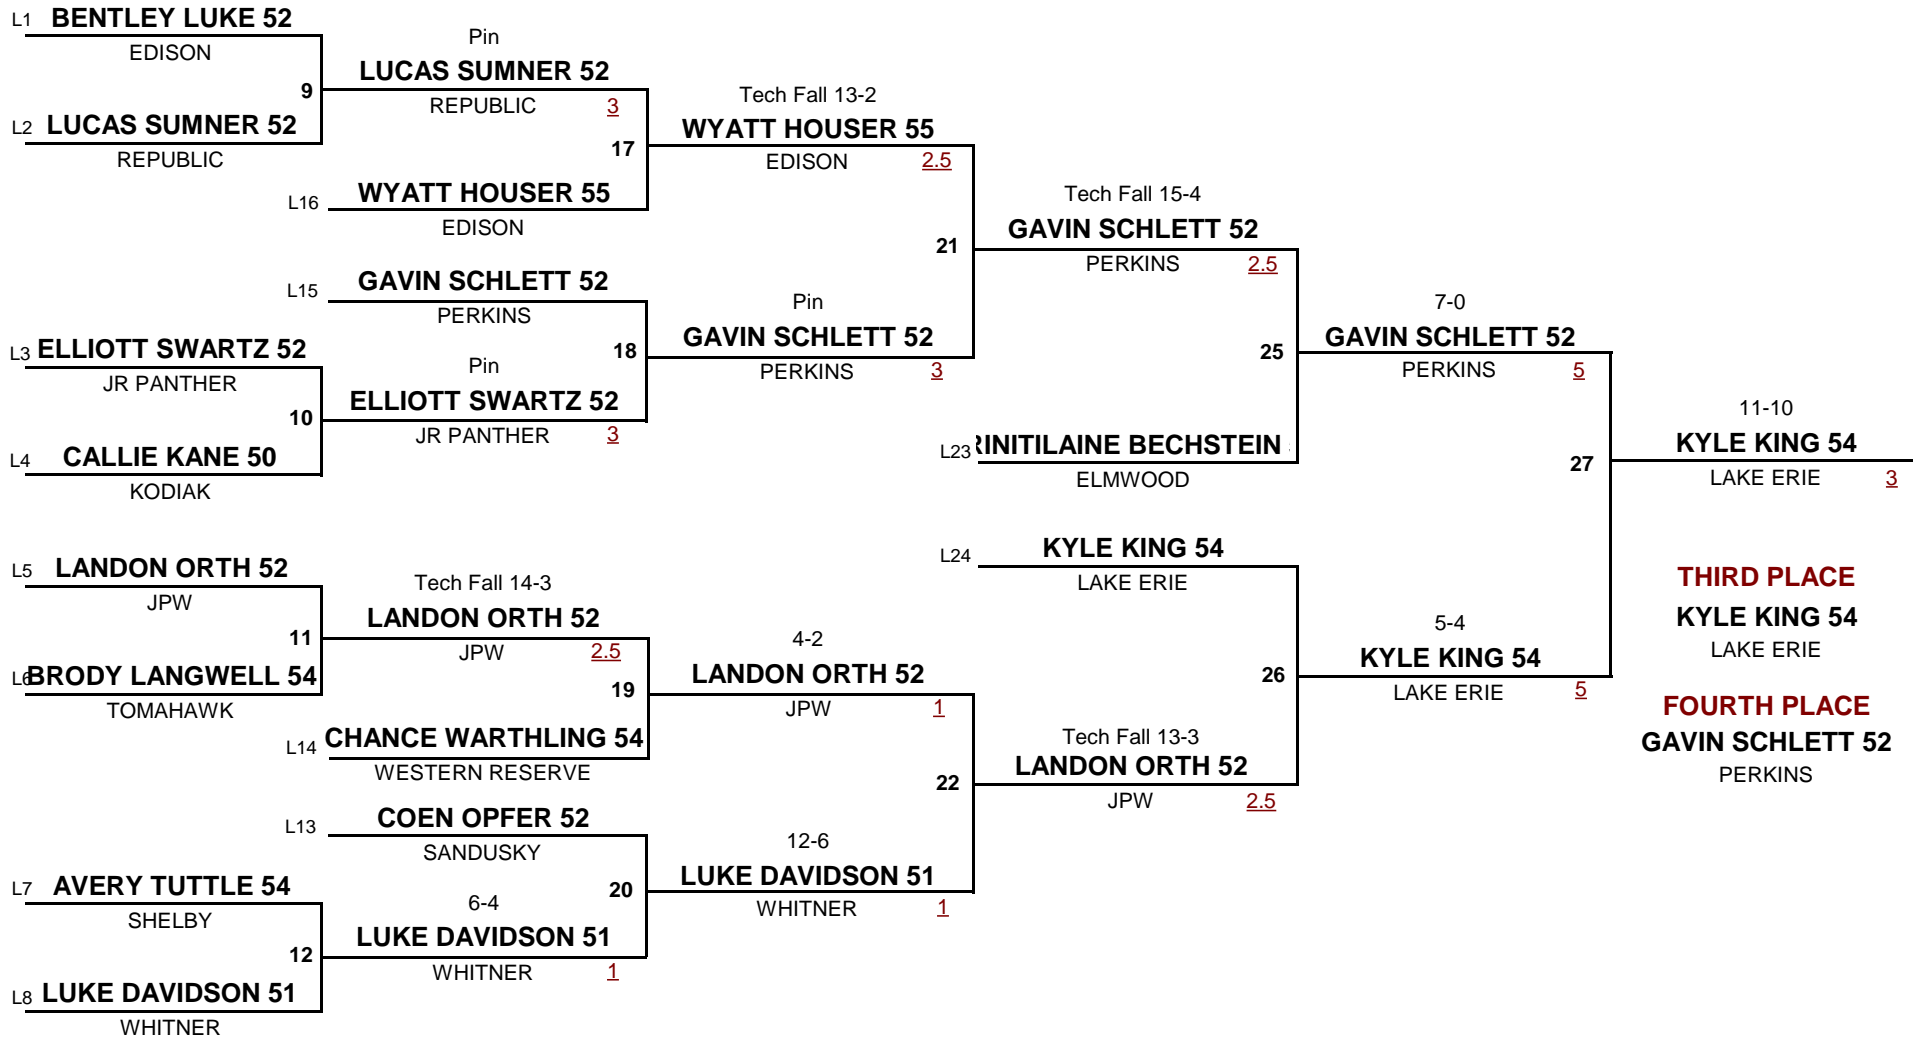 L1 BENTLEY LUKE 52
EDISON
9
L2 LUCAS SUMNER 52
REPUBLIC
Pin
LUCAS SUMNER 52
REPUBLIC 3
17
L16 WYATT HOUSER 55
EDISON
Tech Fall 13-2
WYATT HOUSER 55
EDISON 2.5
21
L15 GAVIN SCHLETT 52
PERKINS
18
L3 ELLIOTT SWARTZ 52
JR PANTHER
10
L4 CALLIE KANE 50
KODIAK
Pin
ELLIOTT SWARTZ 52
JR PANTHER 3
Pin
GAVIN SCHLETT 52
PERKINS 3
Tech Fall 15-4
GAVIN SCHLETT 52
PERKINS 2.5
25
L23 RINITILAINE BECHSTEIN
ELMWOOD
7-0
GAVIN SCHLETT 52
PERKINS 5
27
L5 LANDON ORTH 52
JPW
11
L6 BRODY LANGWELL 54
TOMAHAWK
Tech Fall 14-3
LANDON ORTH 52
JPW 2.5
19
L14 CHANCE WARTHLING 54
WESTERN RESERVE
4-2
LANDON ORTH 52
JPW 1
22
L13 COEN OPFER 52
SANDUSKY
20
L7 AVERY TUTTLE 54
SHELBY
12
L8 LUKE DAVIDSON 51
WHITNER
6-4
LUKE DAVIDSON 51
WHITNER 1
12-6
LUKE DAVIDSON 51
WHITNER 1
L24 KYLE KING 54
LAKE ERIE
26
Tech Fall 13-3
LANDON ORTH 52
JPW 2.5
5-4
KYLE KING 54
LAKE ERIE 5
11-10
KYLE KING 54
LAKE ERIE 3
THIRD PLACE
KYLE KING 54
LAKE ERIE
FOURTH PLACE
GAVIN SCHLETT 52
PERKINS